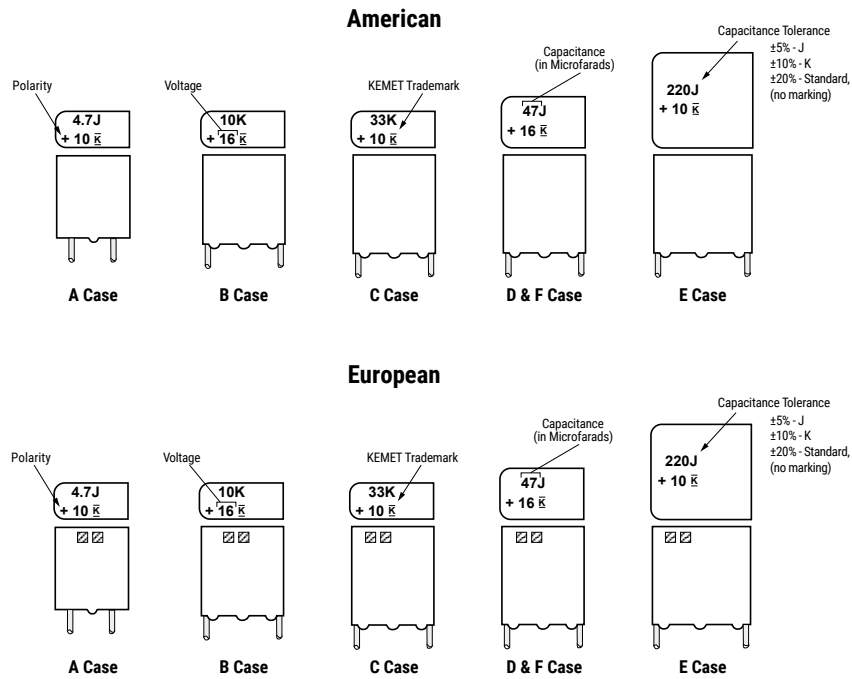 American
Capacitance Tolerance
±5% - J
±10% - K
±20% - Standard,
(no marking)
Capacitance
(in Microfarads)
Polarity
Voltage
KEMET Trademark
4.7J
+ 10 K
10K
+ 16 K
33K
+ 10 K
47J
+ 16 K
220J
+ 10 K
A Case
B Case
C Case
D & F Case
E Case
European
Capacitance Tolerance
±5% - J
±10% - K
±20% - Standard,
(no marking)
Capacitance
(in Microfarads)
Polarity
Voltage
KEMET Trademark
4.7J
+ 10 K
10K
+ 16 K
33K
+ 10 K
47J
+ 16 K
220J
+ 10 K
A Case
B Case
C Case
D & F Case
E Case